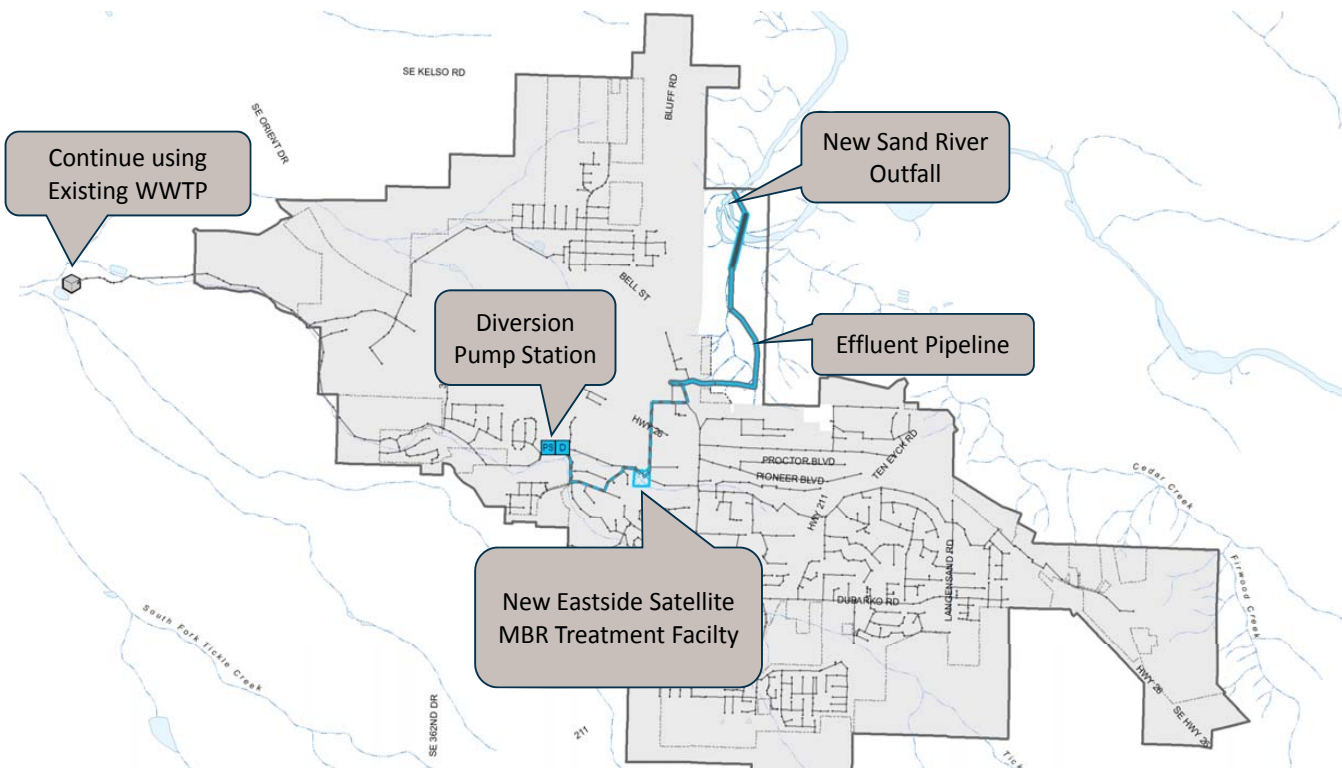 SE KELSO RD
BLUFF RD
SE ORIENT DR
Continue using
Existing WWTP
New Sand River
Outfall
BELL ST
Diversion
Pump Station
Effluent Pipeline
HWY 26
PS D
PROCTOR BLVD
PIONEER BLVD
TEN EYCK RD
HWY 211
Cedar Creek
Firwood Creek
LANGENSAND RD
DUBARKO RD
New Eastside Satellite
MBR Treatment Facilty
South Fork Tickle Creek
SE 362ND DR
211
HWY 26
SE HWY 26
Tick